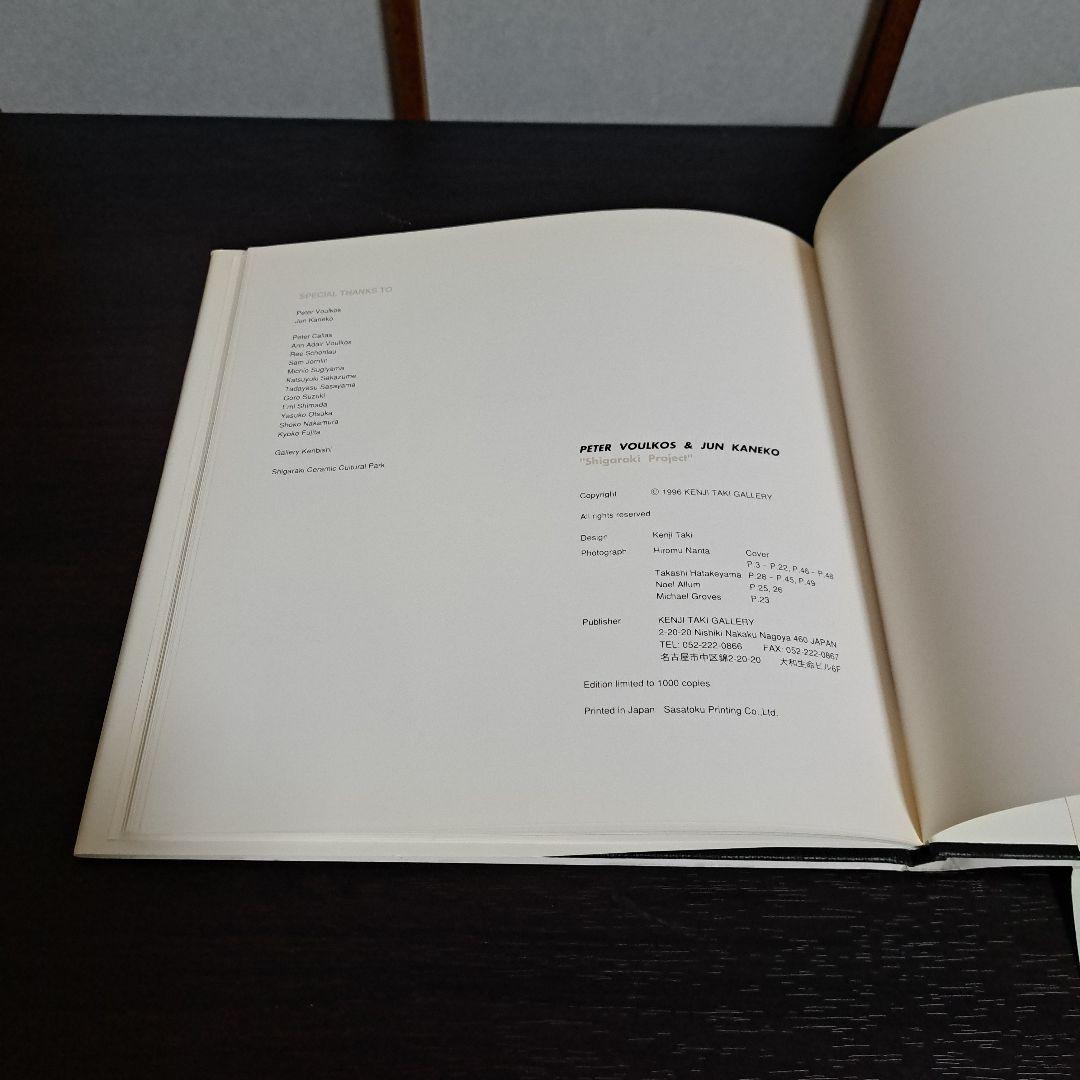 SPECIAL THANKS TO
Peter Voulkos
Jun Kaneko
Peter Callas
Ann Adair Voulkos
Ree Schonlau
Sam Jornlin
Michio Sugiyama
Katsuyuki Sakazume
Tadayasu Sasayama
Goro Suzuki
Emi Shimada
Yasuko Otsuka
Shoko Nakamura
Kyoko Fujita
Gallery Kenbishi
Shigaraki Ceramic Cultural Park
PETER VOULKOS & JUN KANEKO
"Shigaraki Project"
Copyright © 1996 KENJI TAKI GALLERY
All rights reserved
Design Kenji Taki
Photograph Hiromu Narita Cover
P.3 - P.22, P.46 - P.48
Takashi Hatakeyama P.28 - P.45, P.49
Noel Allum P.25, 26
Michael Groves P.23
Publisher KENJI TAKI GALLERY
2-20-20 Nishiki Nakaku Nagoya 460 JAPAN
TEL: 052-222-0866 FAX: 052-222-0867
名古屋市中区錦2-20-20 大和生命ビル6F
Edition limited to 1000 copies
Printed in Japan Sasatoku Printing Co.,Ltd.